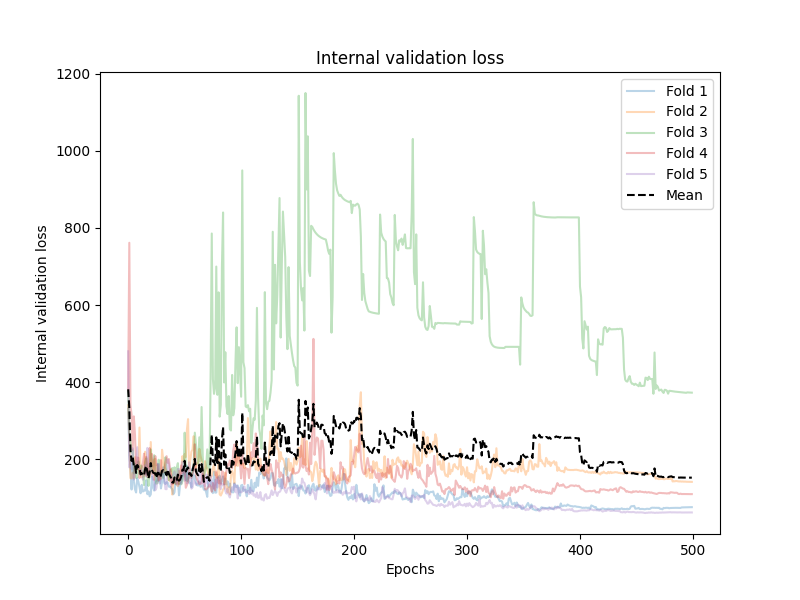 Internal validation loss
Internal validation loss
1200
1000
800
600
400
200
0
100
200
300
400
500
Epochs
Fold 1
Fold 2
Fold 3
Fold 4
Fold 5
Mean